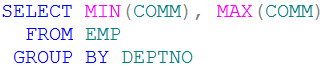 SELECT MIN(COMM), MAX(COMM)
FROM EMP
GROUP BY DEPTNO